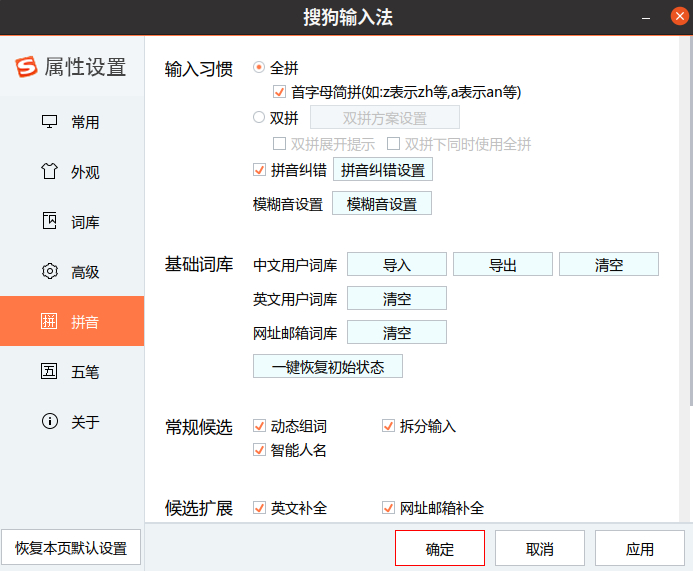 搜狗输入法
属性设置
常用
外观
词库
高级
拼音
五笔
关于
恢复本页默认设置
输入习惯 全拼
首字母简拼(如:z表示zh等,a表示an等)
双拼 双拼方案设置
双拼展开提示 双拼下同时使用全拼
拼音纠错 拼音纠错设置
模糊音设置 模糊音设置
基础词库 中文用户词库 导入 导出 清空
英文用户词库 清空
网址邮箱词库 清空
一键恢复初始状态
常规候选 动态组词 拆分输入
智能人名
候选扩展 英文补全 网址邮箱补全
确定 取消 应用